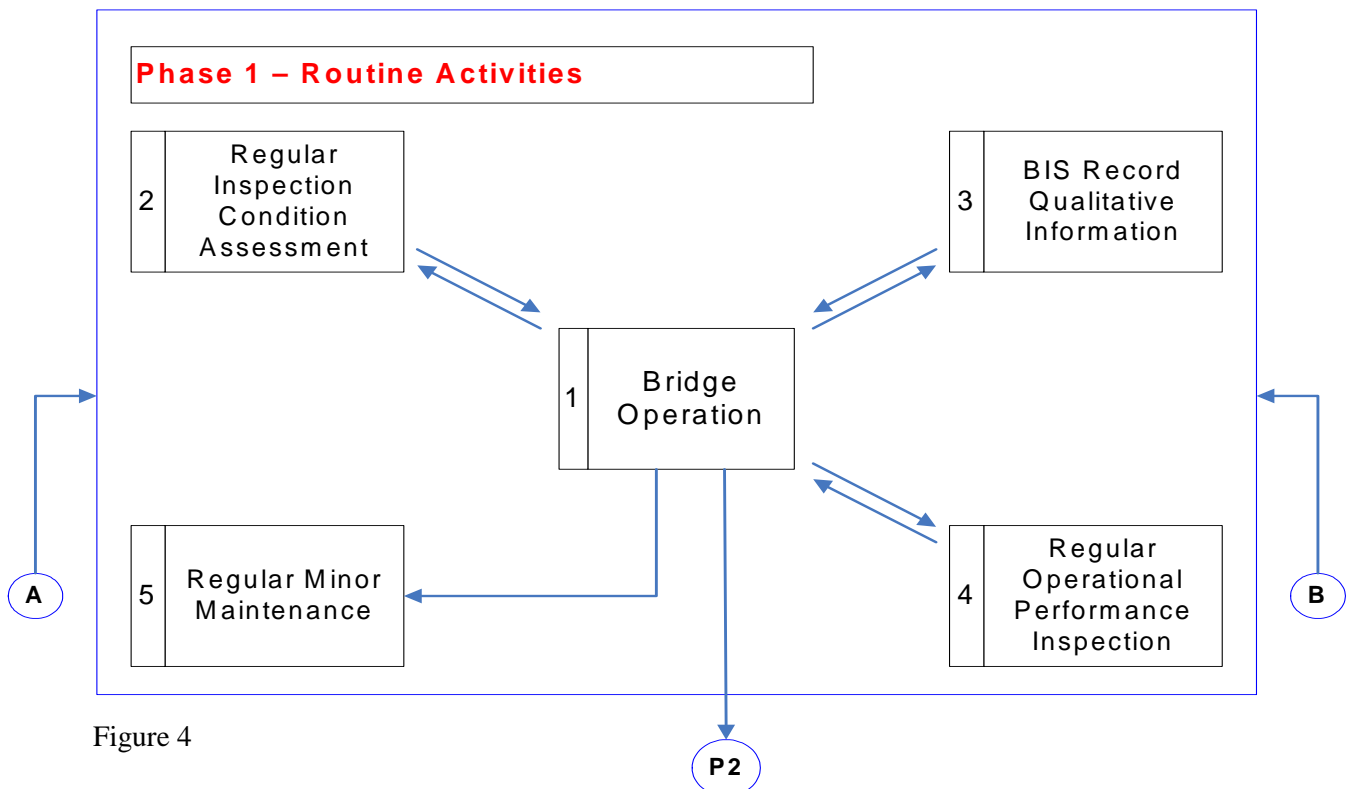 Phase 1 – Routine Activities
2
Regular
Inspection
Condition
Assessment
3
BIS Record
Qualitative
Information
1
Bridge
Operation
5
Regular Minor
Maintenance
4
Regular
Operational
Performance
Inspection
A
B
Figure 4
P2